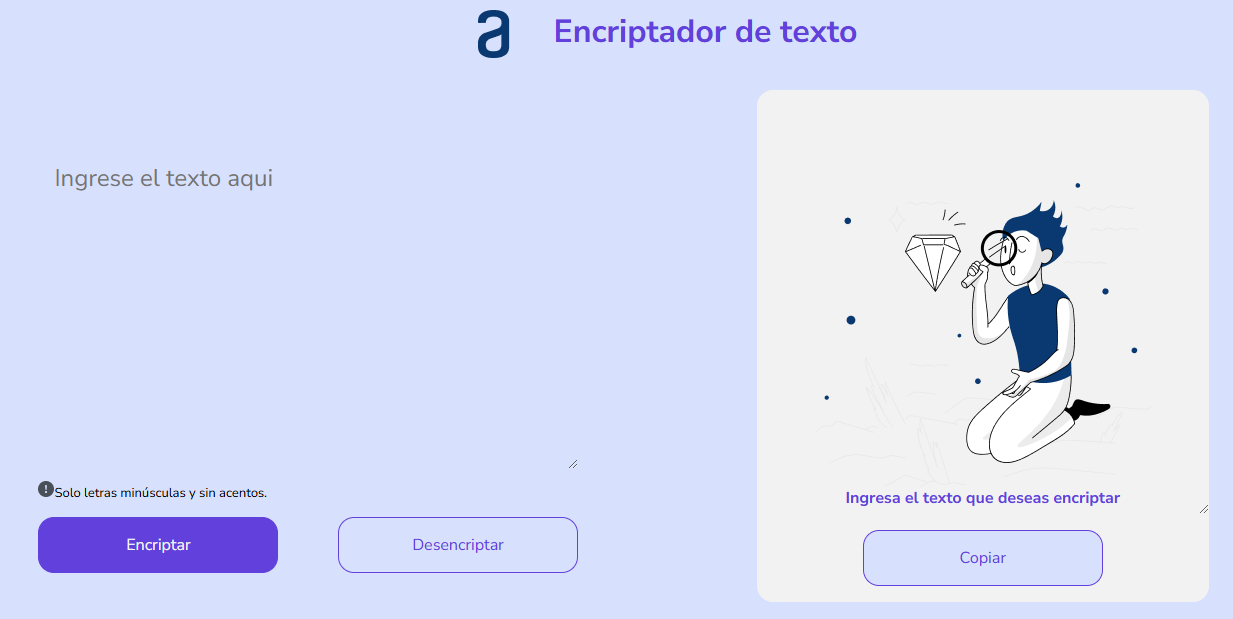 a
Encriptador de texto
Ingrese el texto aqui
!Solo letras minúsculas y sin acentos.
Encriptar
Desencriptar
Ingresa el texto que deseas encriptar
Copiar